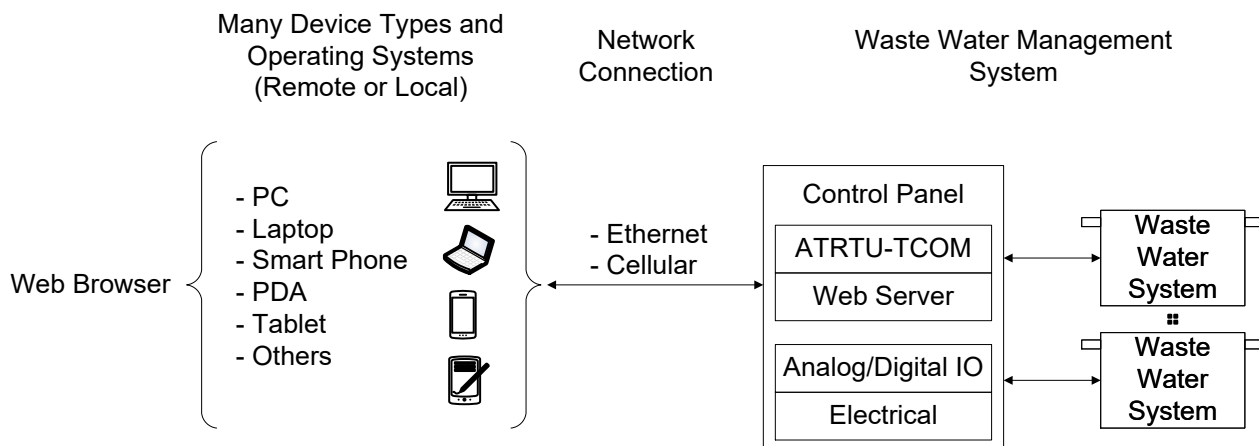 Many Device Types and
Operating Systems
(Remote or Local)
Network
Connection
Waste Water Management
System
Web Browser
- PC
- Laptop
- Smart Phone
- PDA
- Tablet
- Others
- Ethernet
- Cellular
Control Panel
ATRTU-TCOM
Web Server
Analog/Digital IO
Electrical
Waste
Water
System
Waste
Water
System